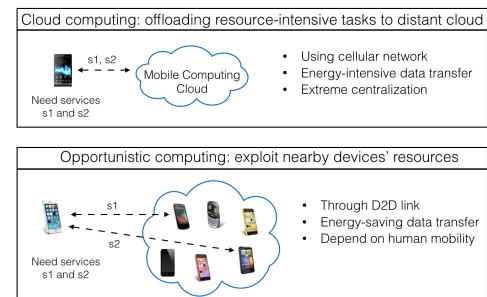 Cloud computing: offloading resource-intensive tasks to distant cloud
s1, s2
Mobile Computing
Cloud
Need services
s1 and s2
• Using cellular network
• Energy-intensive data transfer
• Extreme centralization
Opportunistic computing: exploit nearby devices' resources
s1
s2
Need services
s1 and s2
• Through D2D link
• Energy-saving data transfer
• Depend on human mobility